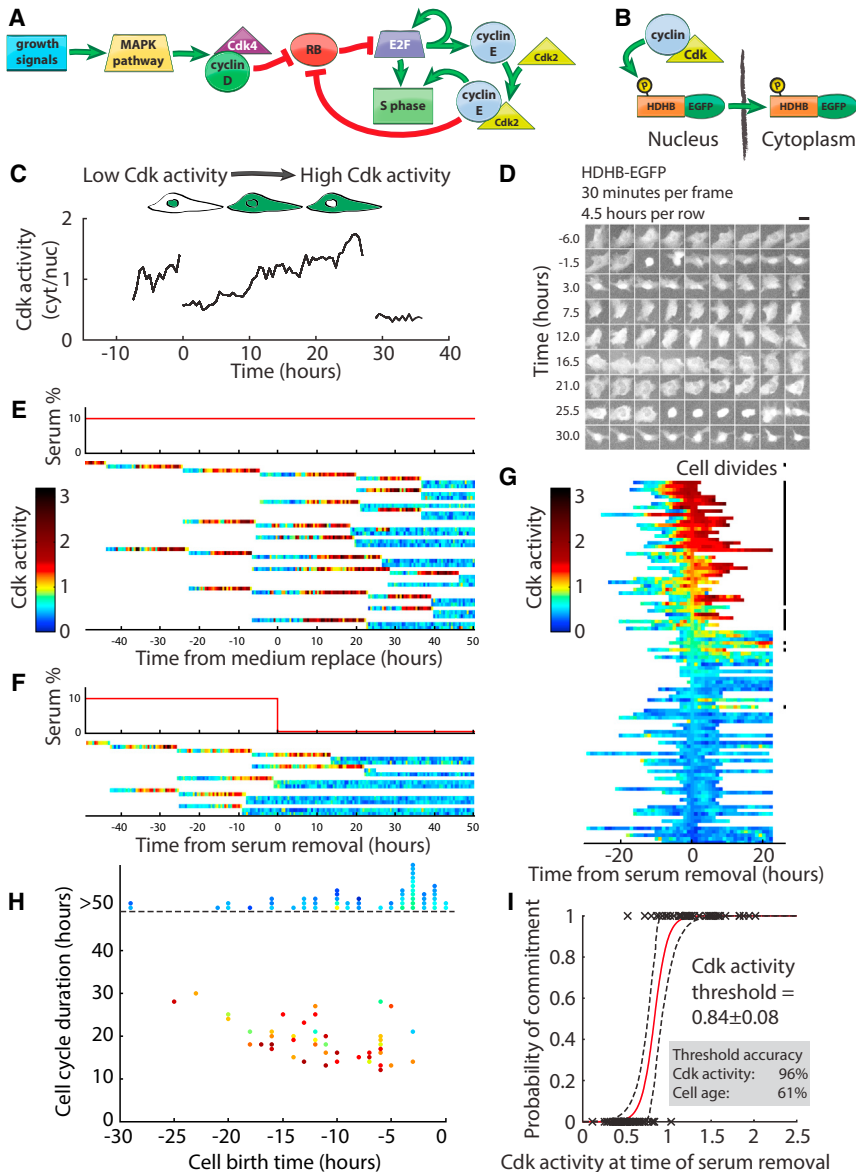 A
growth
signals
MAPK
pathway
Cdk4
cyclin
D
RB
E2F
cyclin
E
Cdk2
S phase
cyclin
E
Cdk2
B
cyclin
Cdk
P
HDHB
EGFP
P
HDHB
EGFP
Nucleus
Cytoplasm
C
Low Cdk activity
High Cdk activity
Cdk activity
(cyt/nuc)
2
1
0
-10
0
10
20
30
40
Time (hours)
D
HDHB-EGFP
30 minutes per frame
4.5 hours per row
Time (hours)
-6.0
-1.5
3.0
7.5
12.0
16.5
21.0
25.5
30.0
E
Serum %
10
0
Cdk activity
3
2
1
0
-40
-30
-20
-10
0
10
20
30
40
50
Time from medium replace (hours)
F
Serum %
10
0
-40
-30
-20
-10
0
10
20
30
40
50
Time from serum removal (hours)
G
Cell divides
Cdk activity
3
2
1
0
-20
0
20
Time from serum removal (hours)
H
Cell cycle duration (hours)
>50
40
30
20
10
0
-30
-25
-20
-15
-10
-5
0
Cell birth time (hours)
I
Probability of commitment
1
0.8
0.6
0.4
0.2
0
0
0.5
1
1.5
2
2.5
Cdk activity at time of serum removal
Cdk activity
threshold =
0.84±0.08
Threshold accuracy
Cdk activity: 96%
Cell age: 61%